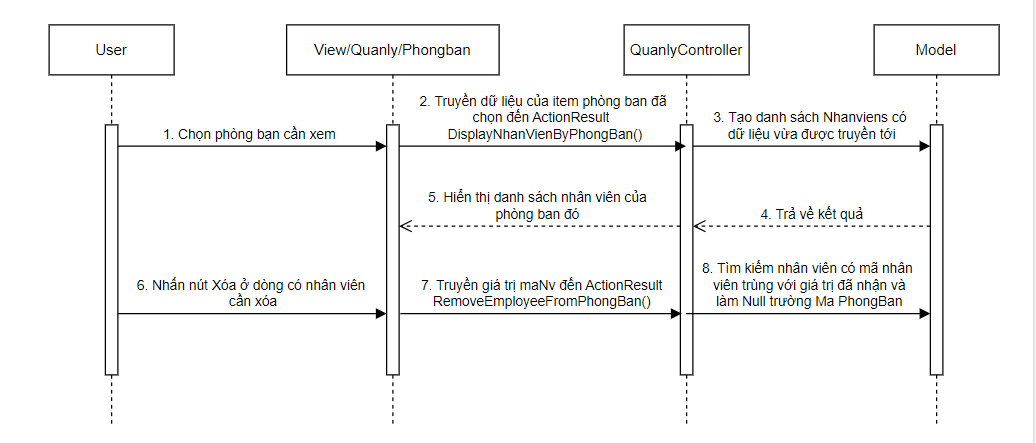 User
View/Quanly/Phongban
QuanlyController
Model
1. Chọn phòng bạn cần xem
2. Truyền dữ liệu của item phòng ban đã
chọn đến ActionResult
DisplayNhanVienByPhongBan()
3. Tạo danh sách Nhanviens có
dữ liệu vừa được truyền tới
5. Hiển thị danh sách nhân viên của
phòng ban đó
4. Trả về kết quả
6. Nhấn nút Xóa ở dòng có nhân viên
cần xóa
7. Truyền giá trị maNv đến ActionResult
RemoveEmployeeFromPhongBan()
8. Tìm kiếm nhân viên có mã nhân
viên trùng với giá trị đã nhận và
làm Null trường Ma PhongBan